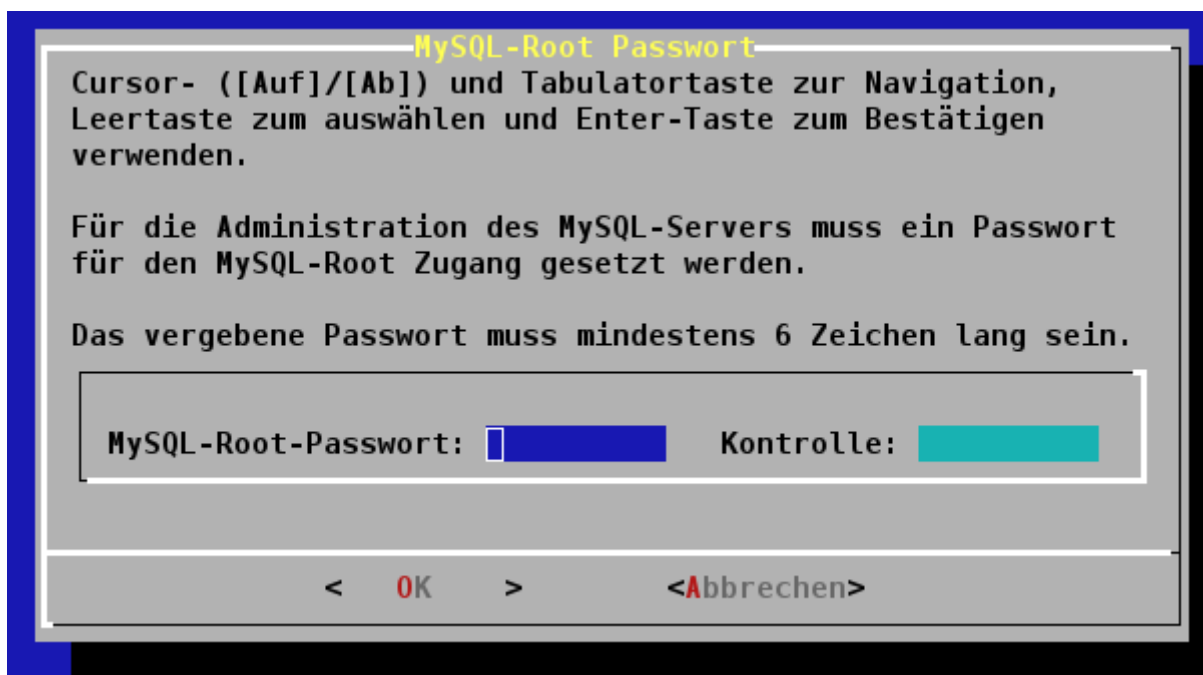 MySQL-Root Passwort
Cursor- ([Auf]/[Ab]) und Tabulatortaste zur Navigation,
Leertaste zum auswählen und Enter-Taste zum Bestätigen
verwenden.
Für die Administration des MySQL-Servers muss ein Passwort
für den MySQL-Root Zugang gesetzt werden.
Das vergebene Passwort muss mindestens 6 Zeichen lang sein.
MySQL-Root-Passwort: Kontrolle:
< OK > <Abbrechen>